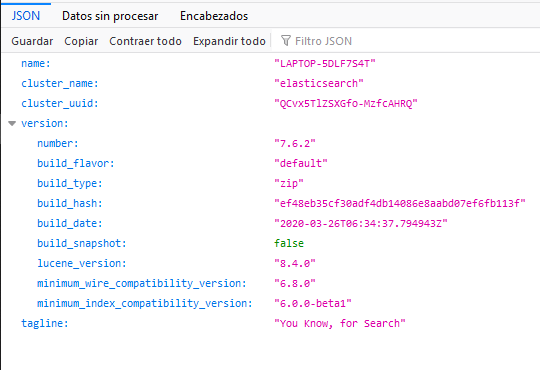 JSON Datos sin procesar Encabezados
Guardar Copiar Contraer todo Expandir todo Filtro JSON
name: "LAPTOP-5DLF7S4T"
cluster_name: "elasticsearch"
cluster_uuid: "QCvx5TlZSXGfo-MzfcAHRQ"
version:
number: "7.6.2"
build_flavor: "default"
build_type: "zip"
build_hash: "ef48eb35cf30adf4db14086e8aabd07ef6fb113f"
build_date: "2020-03-26T06:34:37.794943Z"
build_snapshot: false
lucene_version: "8.4.0"
minimum_wire_compatibility_version: "6.8.0"
minimum_index_compatibility_version: "6.0.0-beta1"
tagline: "You Know, for Search"